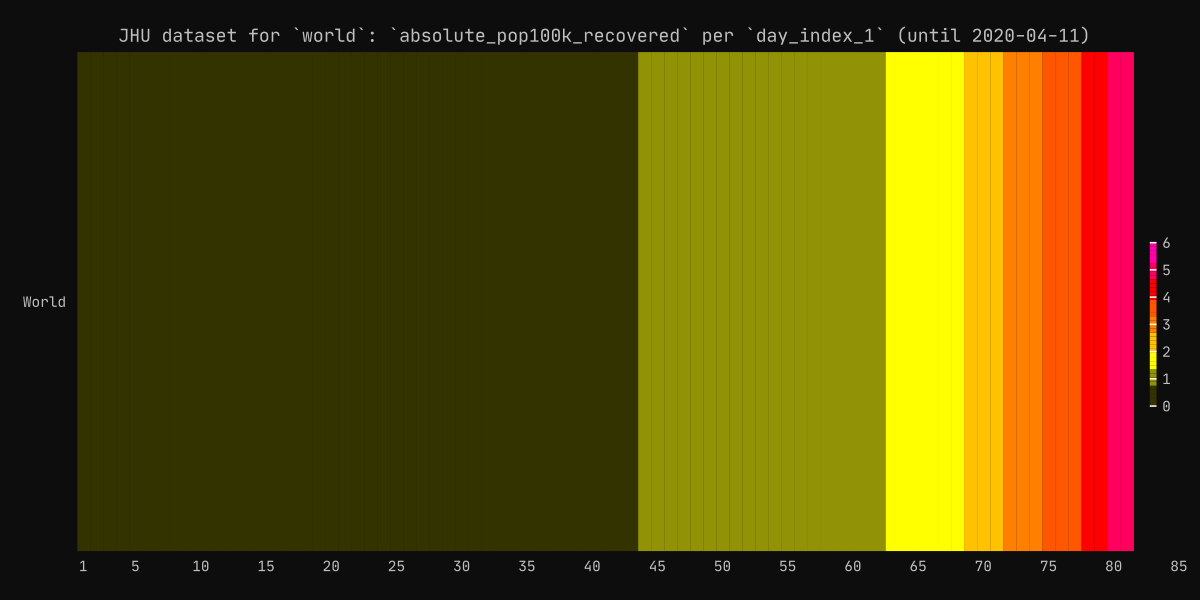 JHU dataset for `world`: `absolute_pop100k_recovered` per `day_index_1` (until 2020-04-11)
World
6
5
4
3
2
1
0
1 5 10 15 20 25 30 35 40 45 50 55 60 65 70 75 80 85